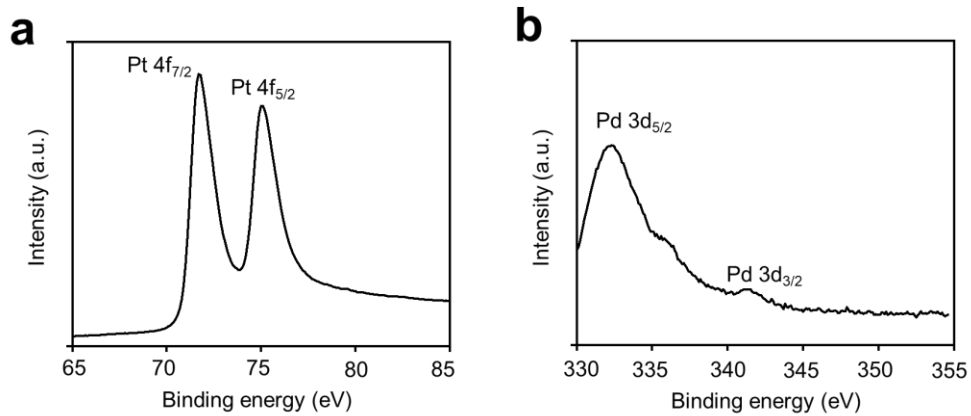 a
Pt 4f7/2
Pt 4f5/2
Intensity (a.u.)
65 70 75 80 85
Binding energy (eV)
b
Pd 3d5/2
Pd 3d3/2
Intensity (a.u.)
330 335 340 345 350 355
Binding energy (eV)